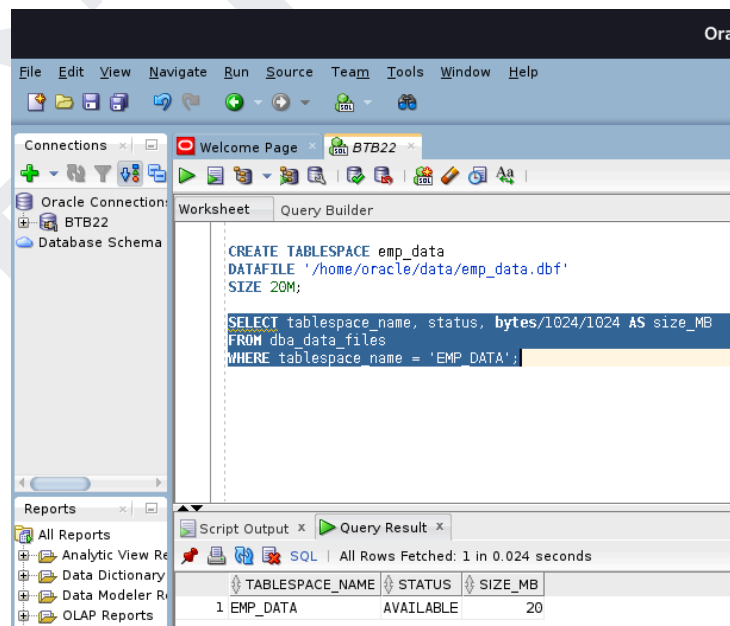 Ora
File Edit View Navigate Run Source Team Tools Window Help
Connections
Welcome Page
BTB22
Oracle Connection
BTB22
Database Schema
Worksheet Query Builder
CREATE TABLESPACE emp_data
DATAFILE '/home/oracle/data/emp_data.dbf'
SIZE 20M;
SELECT tablespace_name, status, bytes/1024/1024 AS size_MB
FROM dba_data_files
WHERE tablespace_name = 'EMP_DATA';
Reports
All Reports
Analytic View Re
Data Dictionary
Data Modeler R
OLAP Reports
Script Output x Query Result x
SQL | All Rows Fetched: 1 in 0.024 seconds
TABLESPACE_NAME STATUS SIZE_MB
1 EMP_DATA AVAILABLE 20